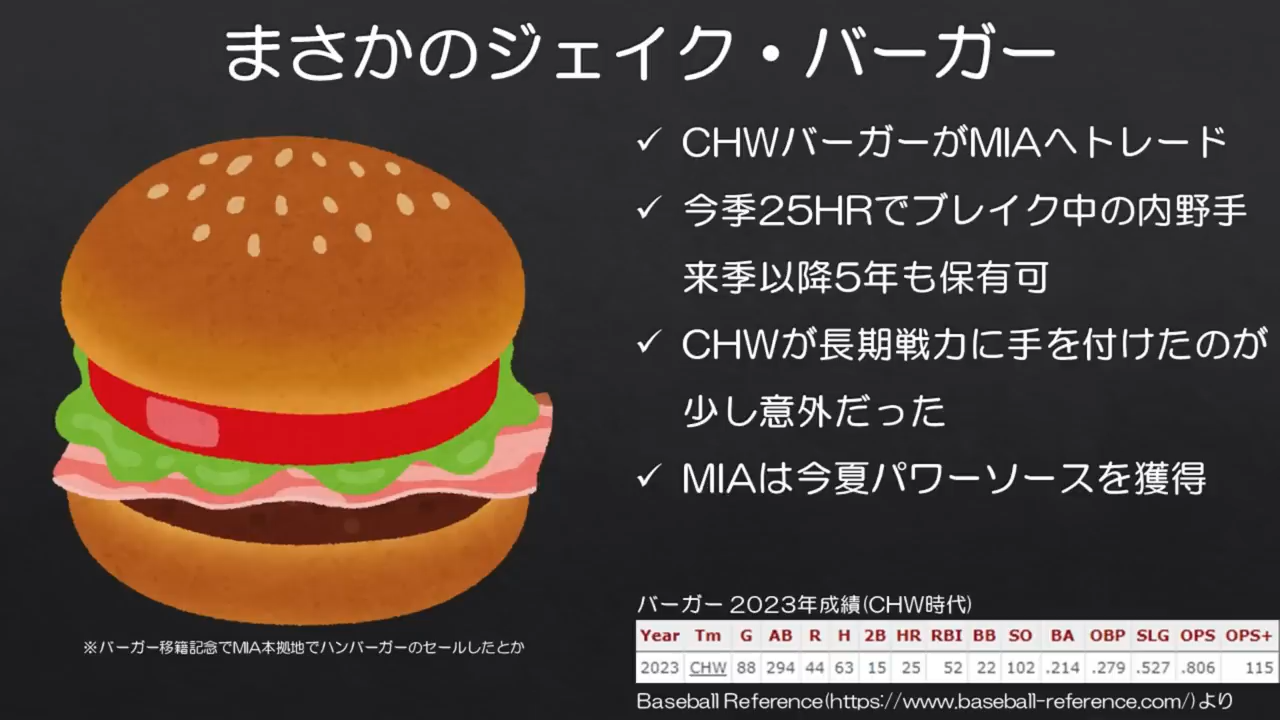 まさかのジェイク・バーガー
✓ CHWバーガーがMIAへトレード
✓ 今季25HRでブレイク中の内野手
来季以降5年も保有可
✓ CHWが長期戦力に手を付けたのが
少し意外だった
✓ MIAは今夏パワーソースを獲得
※バーガー移籍記念でMIA本拠地でハンバーガーのセールしたとか
バーガー 2023年成績(CHW時代)
Year Tm G AB R H 2B HR RBI BB SO BA OBP SLG OPS OPS+
2023 CHW 88 294 44 63 15 25 52 22 102 .214 .279 .527 .806 115
Baseball Reference(https://www.baseball-reference.com/)より